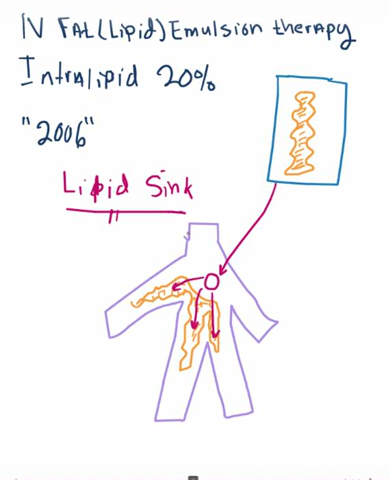 IV FAt(Lipid)Emulsion therapy
Intralipid 20%
"2006"
Lipid Sink